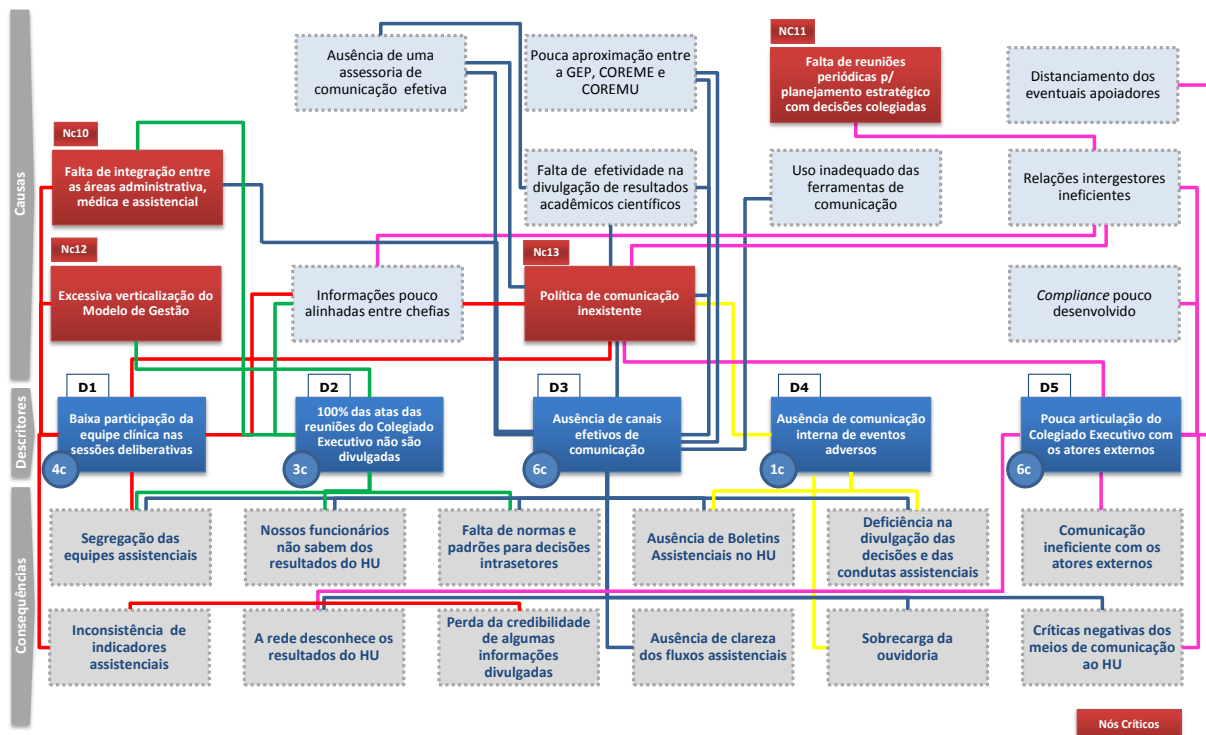 Causas
NC11
Ausência de uma
assessoria de
comunicação efetiva
Pouca aproximação entre
a GEP, COREME e
COREMU
Falta de reuniões
periódicas p/
planejamento estratégico
com decisões colegiadas
Distanciamento dos
eventuais apoiadores
Nc10
Falta de integração entre
as áreas administrativa,
médica e assistencial
Falta de efetividade na
divulgação de resultados
acadêmicos científicos
Uso inadequado das
ferramentas de
comunicação
Relações intergestores
ineficientes
Nc12
Excessiva verticalização do
Modelo de Gestão
Informações pouco
alinhadas entre chefias
Nc13
Política de comunicação
inexistente
Compliance pouco
desenvolvido
Descritores
D1
Baixa participação da
equipe clínica nas
sessões deliberativas
4c
D2
100% das atas das
reuniões do Colegiado
Executivo não são
divulgadas
3c
D3
Ausência de canais
efetivos de
comunicação
6c
D4
Ausência de comunicação
interna de eventos
adversos
1c
D5
Pouca articulação do
Colegiado Executivo com
os atores externos
6c
Consequências
Segregação das
equipes assistenciais
Nossos funcionários
não sabem dos
resultados do HU
Falta de normas e
padrões para decisões
intrasetores
Ausência de Boletins
Assistenciais no HU
Deficiência na
divulgação das
decisões e das
condutas assistenciais
Comunicação
ineficiente com os
atores externos
Inconsistência de
indicadores
assistenciais
A rede desconhece os
resultados do HU
Perda da credibilidade
de algumas
informações
divulgadas
Ausência de clareza
dos fluxos assistenciais
Sobrecarga da
ouvidoria
Críticas negativas dos
meios de comunicação
ao HU
Nós Críticos